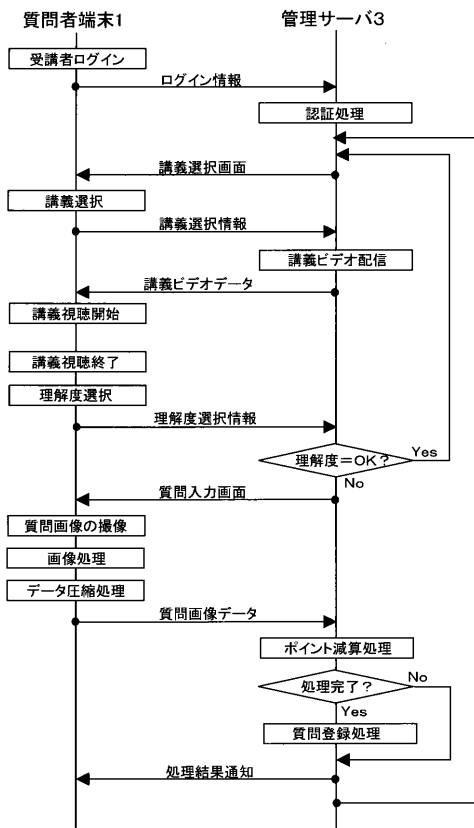 質問者端末1
管理サーバ3
受講者ログイン
ログイン情報
認証処理
講義選択画面
講義選択
講義選択情報
講義ビデオ配信
講義ビデオデータ
講義視聴開始
講義視聴終了
理解度選択
理解度選択情報
理解度＝OK？
Yes
No
質問入力画面
質問画像の撮像
画像処理
データ圧縮処理
質問画像データ
ポイント減算処理
処理完了？
No
Yes
質問登録処理
処理結果通知